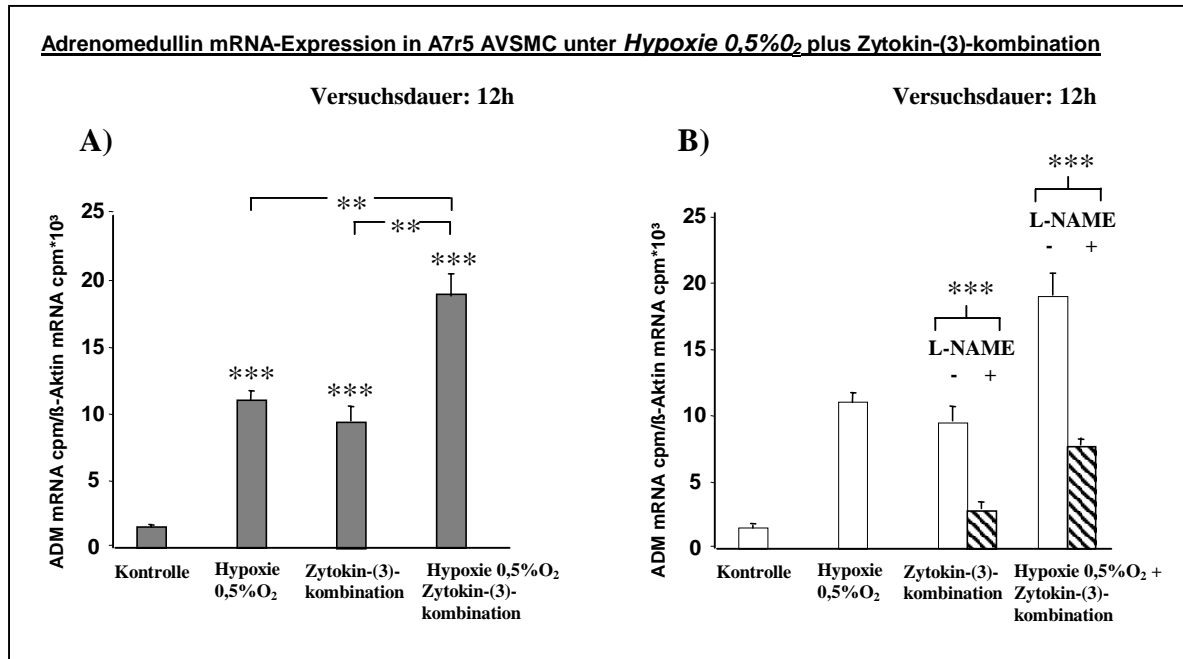 Adrenomedullin mRNA-Expression in A7r5 AVSMC unter Hypoxie 0,5%0₂ plus Zytokin-(3)-kombination
Versuchsdauer: 12h
A)
ADM mRNA cpm/ß-Aktin mRNA cpm*10³
25
20
15
10
5
0
**
**
***
***
***
Kontrolle
Hypoxie
0,5%O₂
Zytokin-(3)-
kombination
Hypoxie 0,5%O₂
Zytokin-(3)-
kombination
Versuchsdauer: 12h
B)
ADM mRNA cpm/ß-Aktin mRNA cpm*10³
25
20
15
10
5
0
***
L-NAME
- +
***
L-NAME
- +
Kontrolle
Hypoxie
0,5%O₂
Zytokin-(3)-
kombination
Hypoxie 0,5%O₂ +
Zytokin-(3)-
kombination